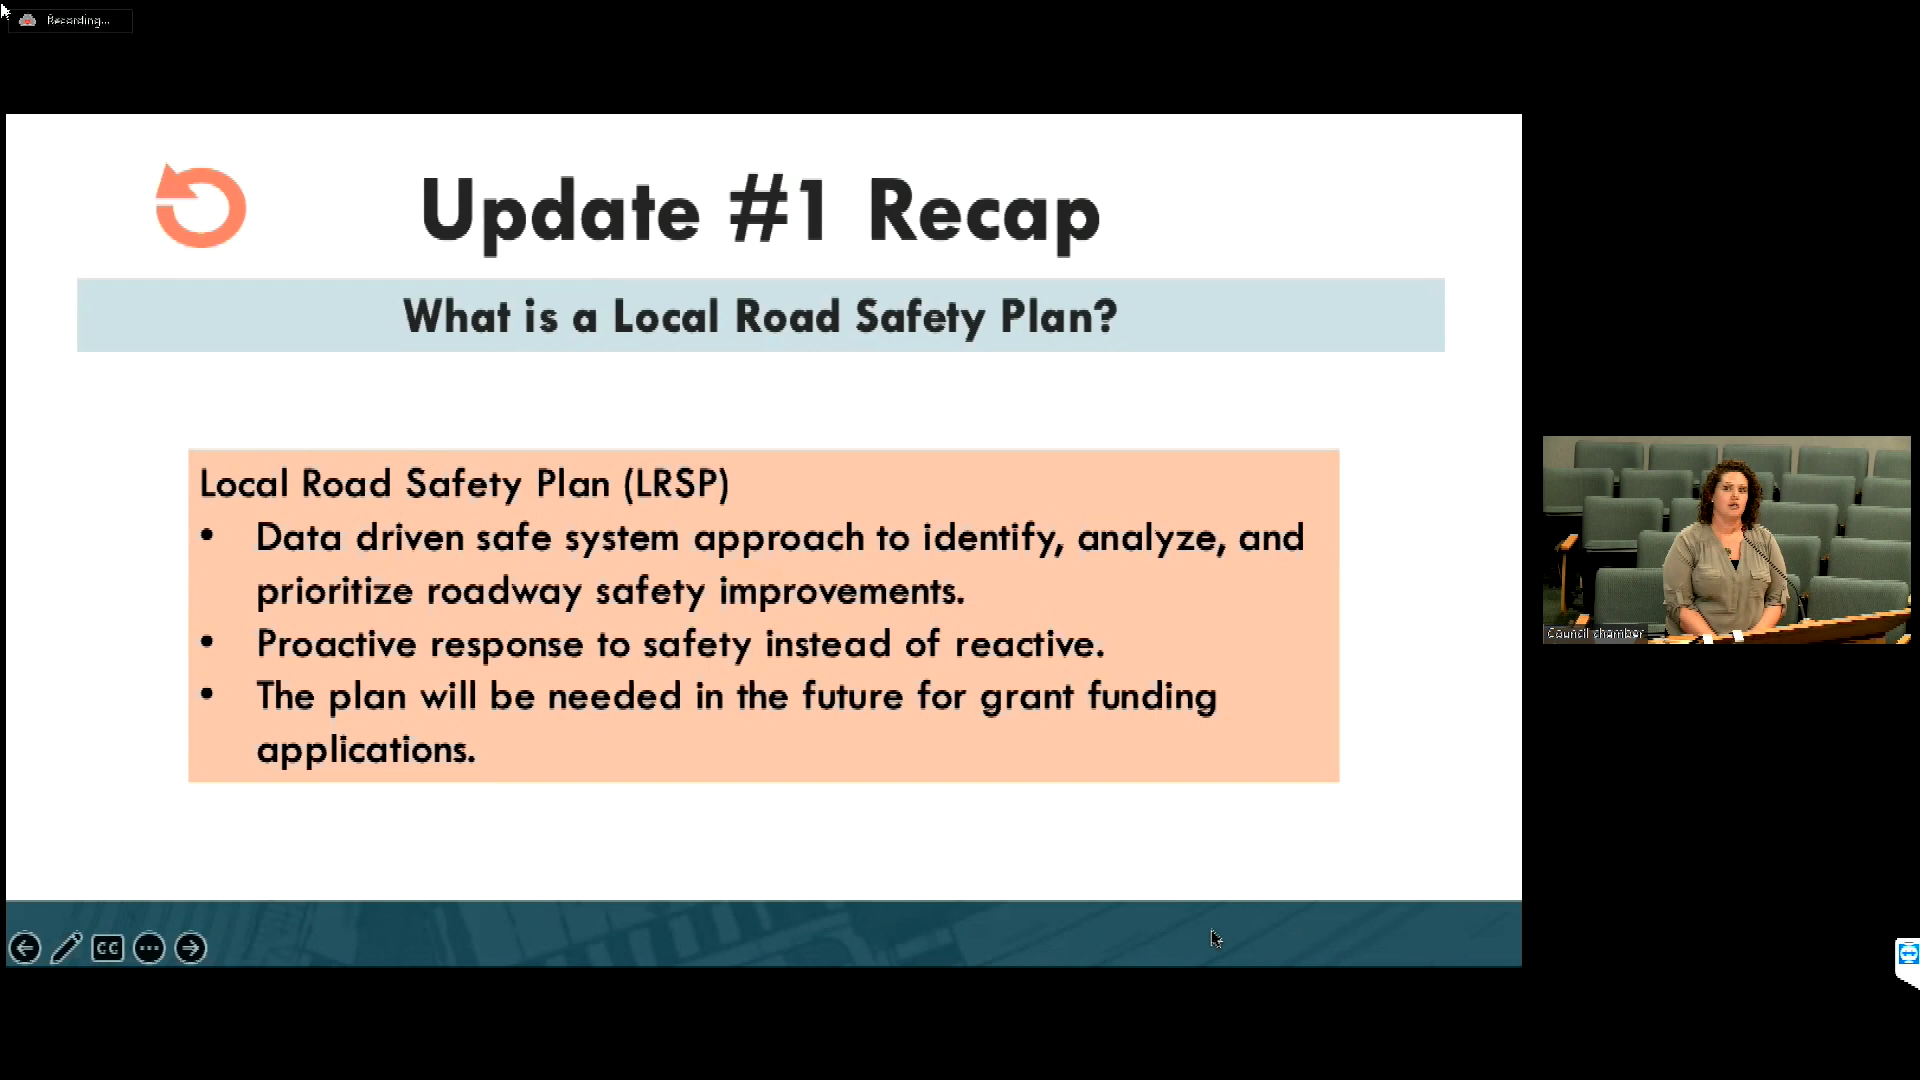 Recording...
Update #1 Recap
What is a Local Road Safety Plan?
Local Road Safety Plan (LRSP)
• Data driven safe system approach to identify, analyze, and
prioritize roadway safety improvements.
• Proactive response to safety instead of reactive.
• The plan will be needed in the future for grant funding
applications.
Council chamber
CC